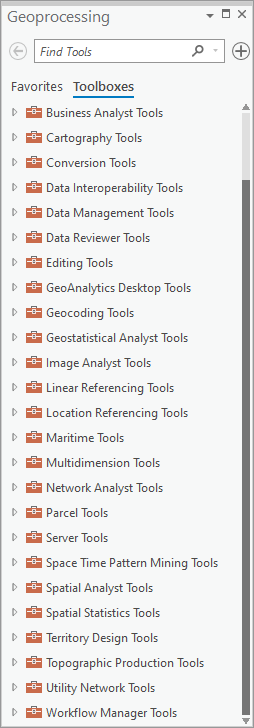 Geoprocessing
Find Tools
Favorites Toolboxes
Business Analyst Tools
Cartography Tools
Conversion Tools
Data Interoperability Tools
Data Management Tools
Data Reviewer Tools
Editing Tools
GeoAnalytics Desktop Tools
Geocoding Tools
Geostatistical Analyst Tools
Image Analyst Tools
Linear Referencing Tools
Location Referencing Tools
Maritime Tools
Multidimension Tools
Network Analyst Tools
Parcel Tools
Server Tools
Space Time Pattern Mining Tools
Spatial Analyst Tools
Spatial Statistics Tools
Territory Design Tools
Topographic Production Tools
Utility Network Tools
Workflow Manager Tools